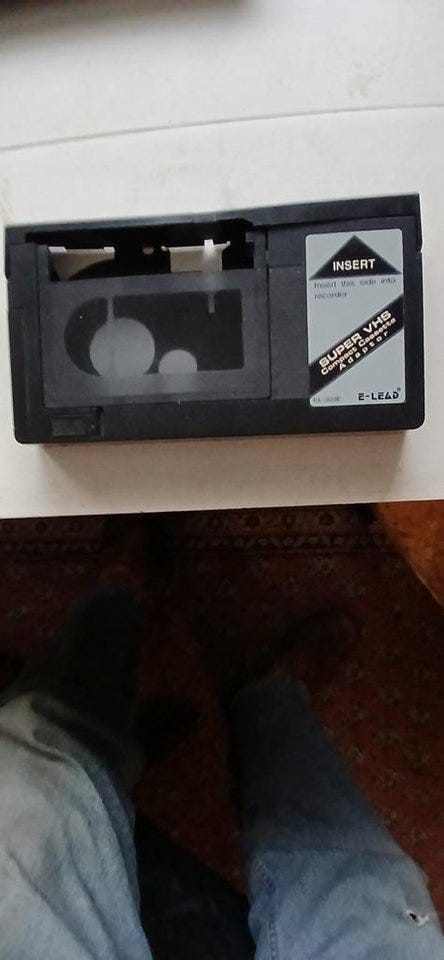 INSERT
Insert this side into
recorder
SUPER VHS
Compact Cassette
Adaptor
E-LEAD®